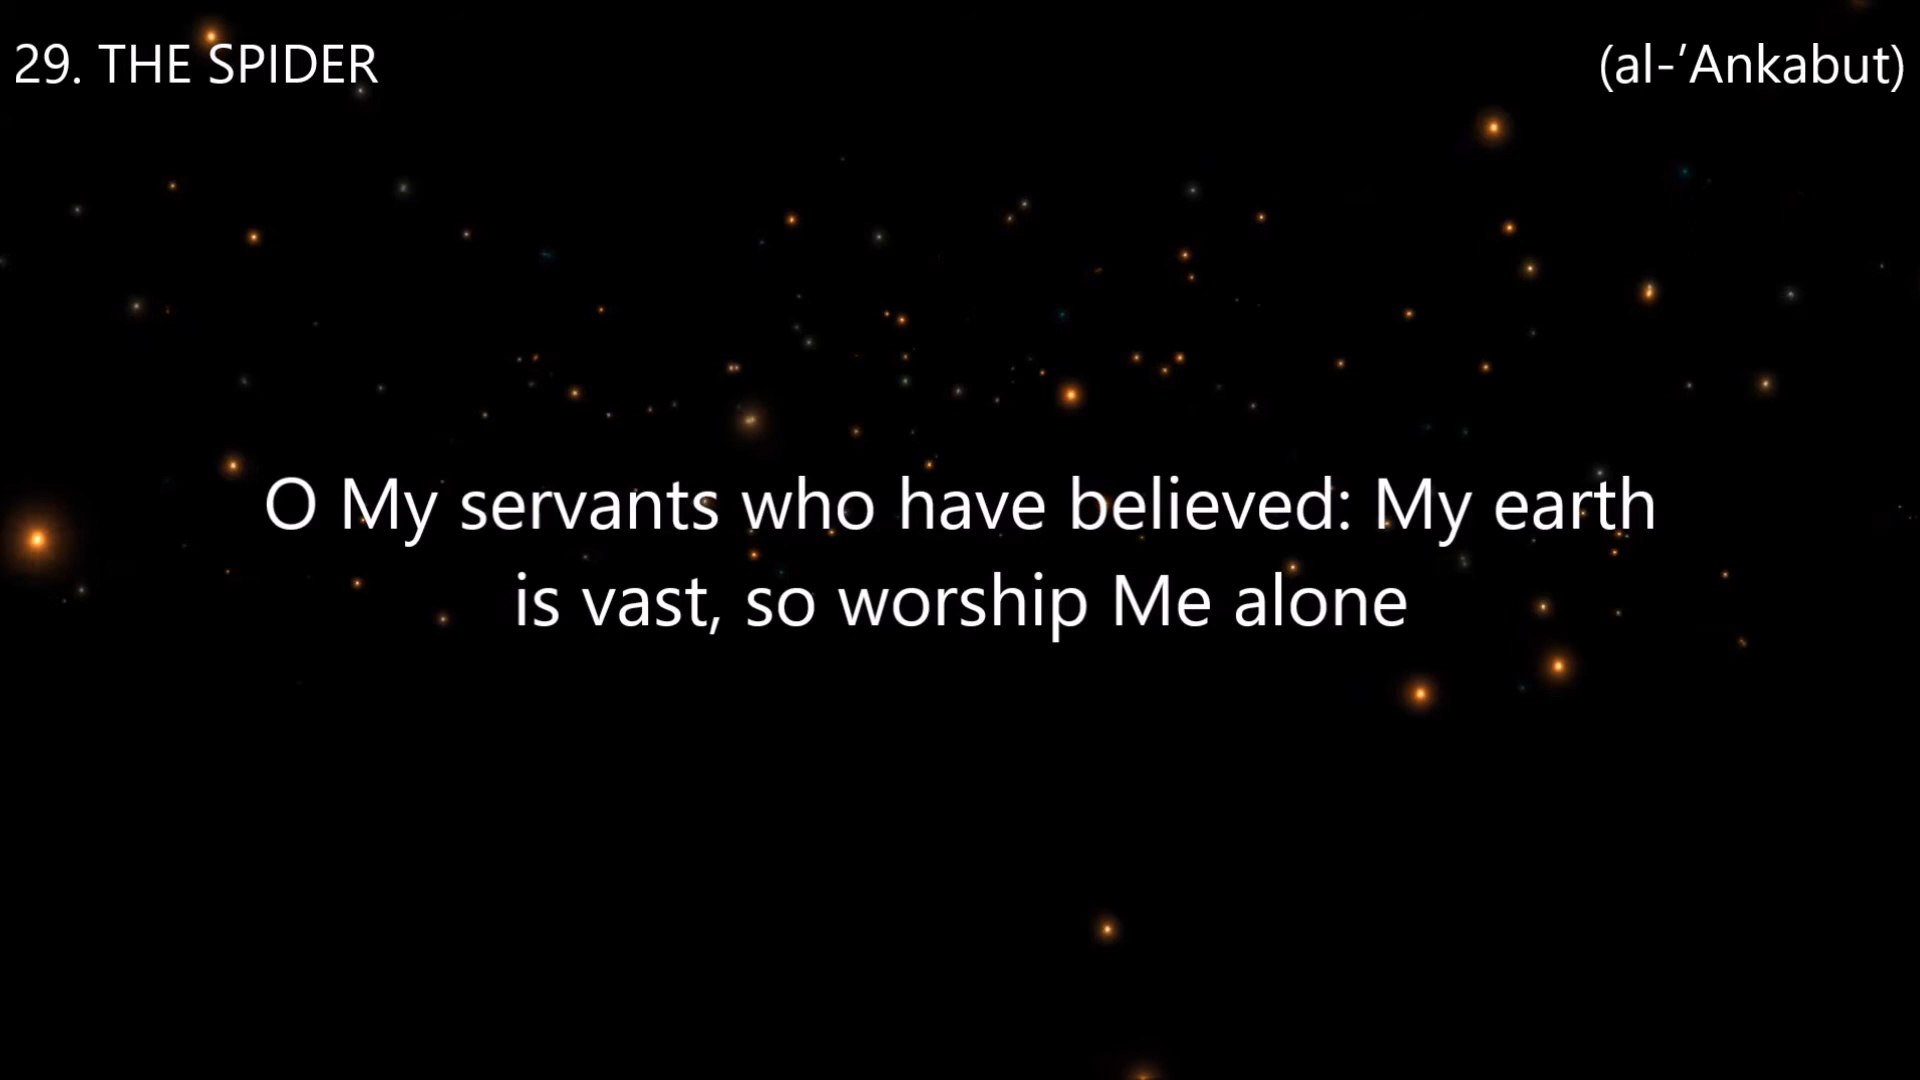 29. THE SPIDER
(al-’Ankabut)
O My servants who have believed: My earth
is vast, so worship Me alone